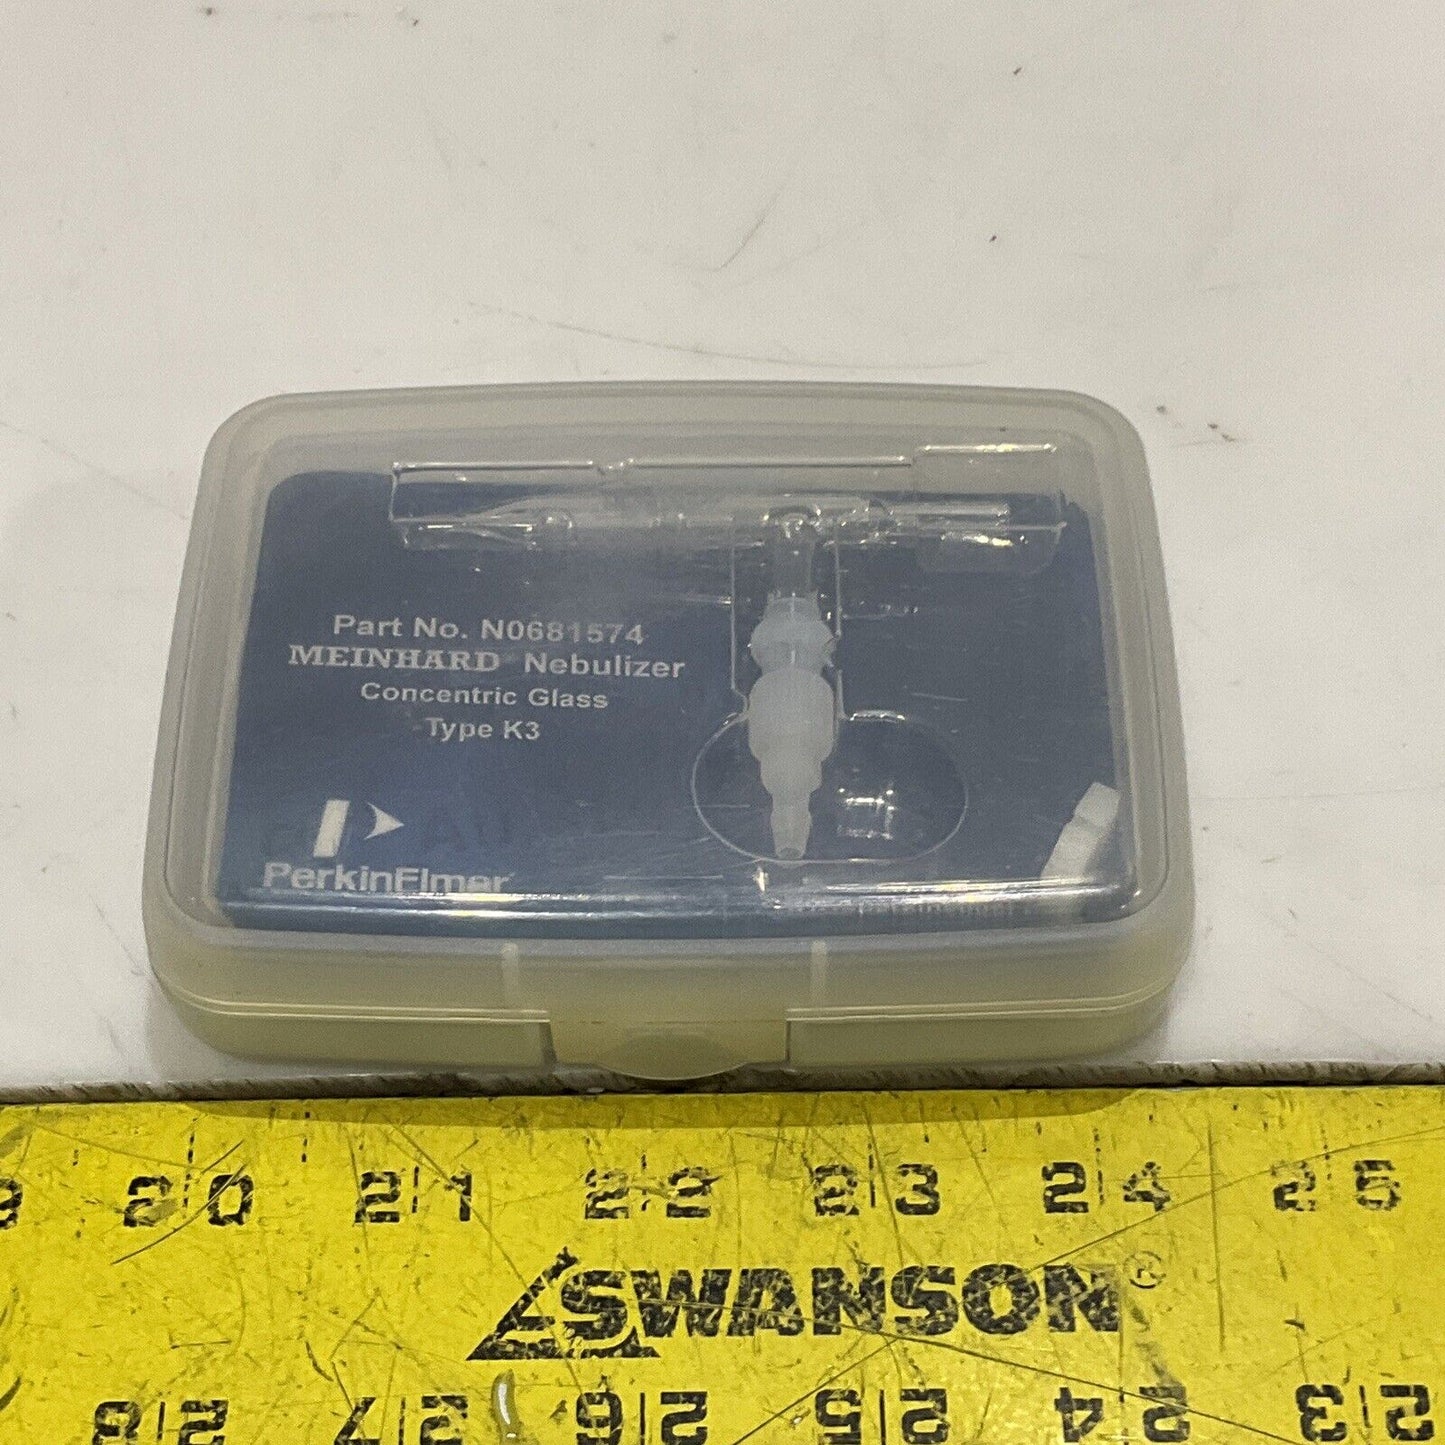 Part No. N0681574
MEINHARD Nebulizer
Concentric Glass
Type K3
PerkinElmer
9 20 21 22 23 24 25
SWANSON®
28 27 26 25 24 23